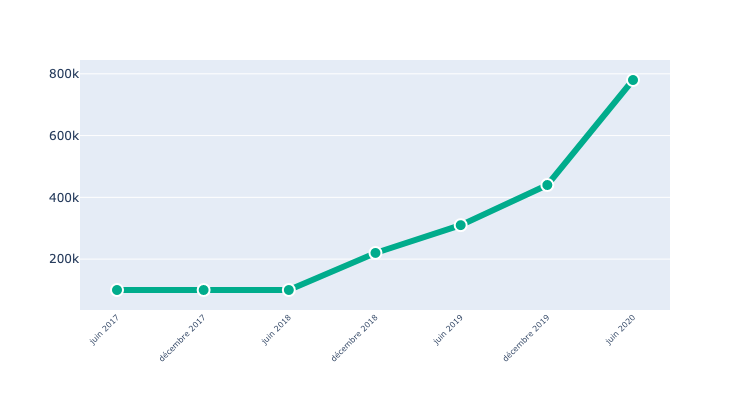 800k
600k
400k
200k
juin 2017
décembre 2017
juin 2018
décembre 2018
juin 2019
décembre 2019
juin 2020